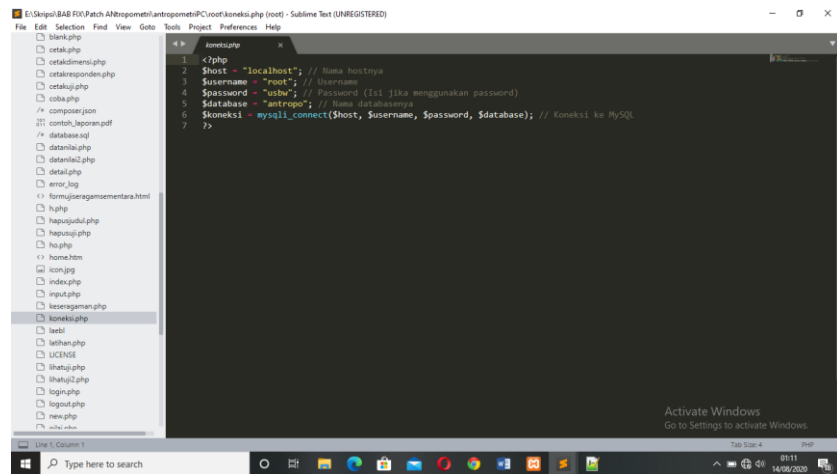 E:\Skripsi\BAB FIX\Patch ANtropometri\antropometriPC\root\koneksi.php (root) - Sublime Text (UNREGISTERED)
File Edit Selection Find View Goto Tools Project Preferences Help
blank.php
cetak.php
cetakdimensi.php
cetakresponden.php
cetakuji.php
coba.php
/* composer.json
contoh_laporan.pdf
/* database.sql
datanilai.php
datanilai2.php
detail.php
error_log
<> formujiseragamsementara.html
h.php
hapusjudul.php
hapusuji.php
ho.php
<> home.htm
icon.jpg
index.php
input.php
keseragaman.php
koneksi.php
laebl
latihan.php
LICENSE
lihatuji.php
lihatuji2.php
login.php
logout.php
new.php
nilai.php
koneksi.php ×
1 <?php
2 $host = "localhost"; // Nama hostnya
3 $username = "root"; // Username
4 $password = "usbw"; // Password (Isi jika menggunakan password)
5 $database = "antropo"; // Nama databasenya
6 $koneksi = mysqli_connect($host, $username, $password, $database); // Koneksi ke MySQL
7 ?>
Activate Windows
Go to Settings to activate Windows.
Line 1, Column 1 Tab Size: 4 PHP
Type here to search
01:11
14/08/2020